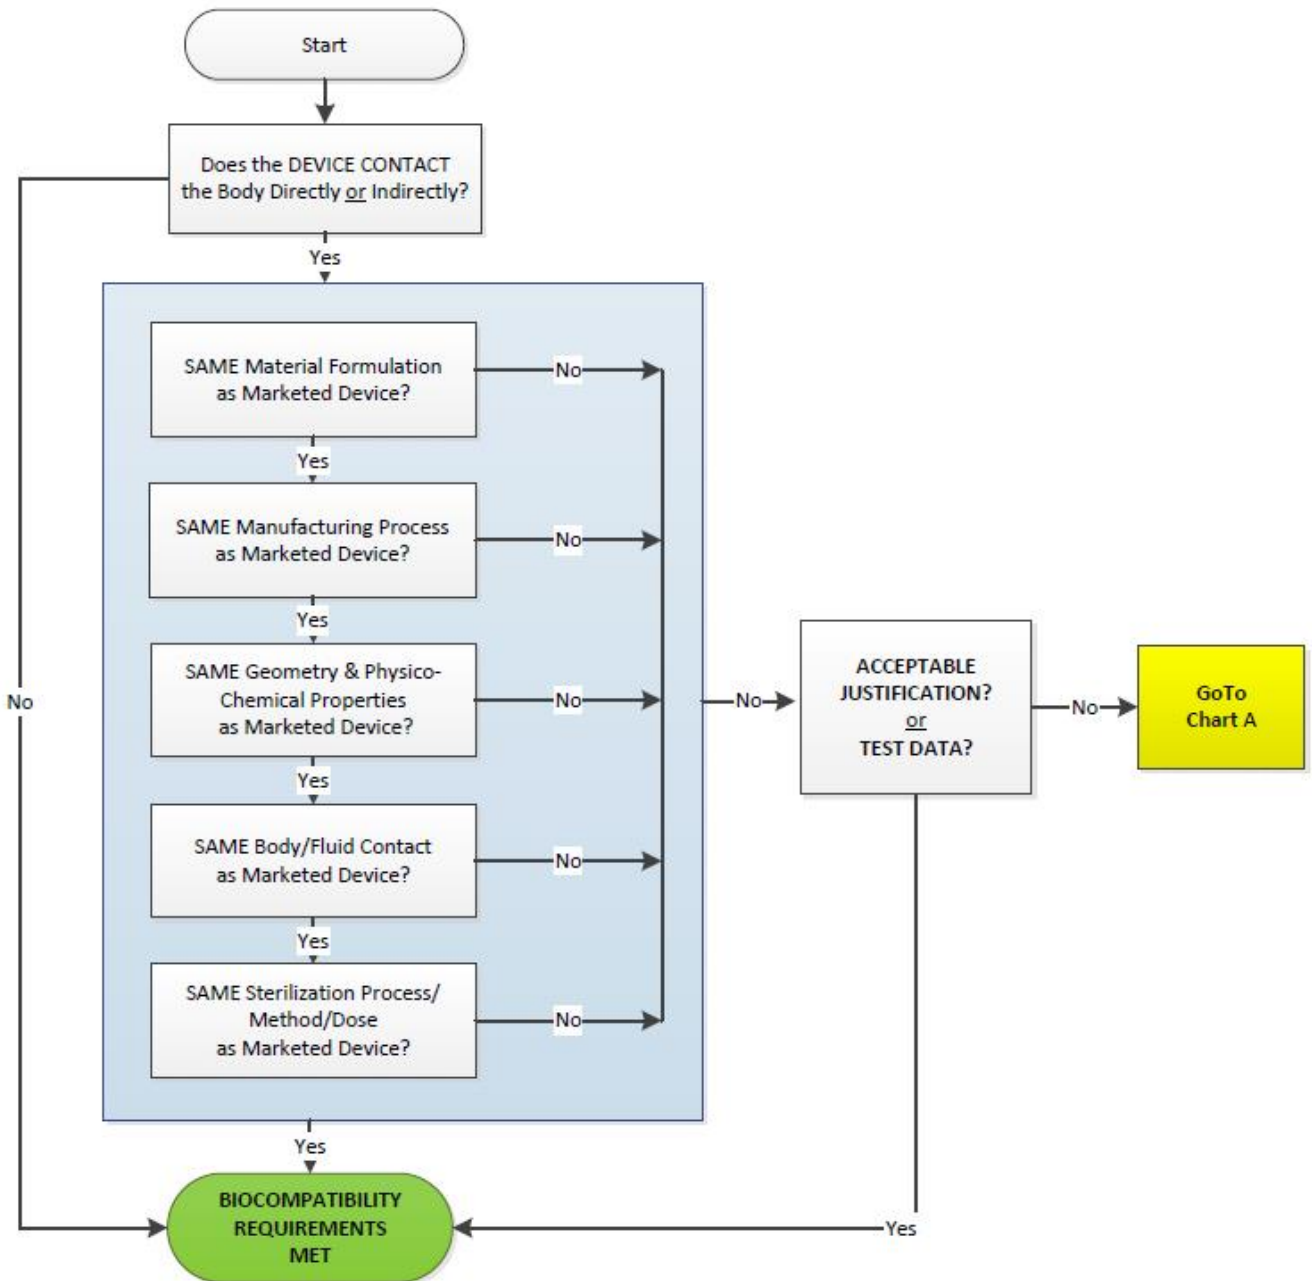 Start
Does the DEVICE CONTACT
the Body Directly or Indirectly?
Yes
No
SAME Material Formulation
as Marketed Device?
No
Yes
SAME Manufacturing Process
as Marketed Device?
No
Yes
SAME Geometry & Physico-
Chemical Properties
as Marketed Device?
No
Yes
SAME Body/Fluid Contact
as Marketed Device?
No
Yes
SAME Sterilization Process/
Method/Dose
as Marketed Device?
No
No
ACCEPTABLE
JUSTIFICATION?
or
TEST DATA?
No
GoTo
Chart A
Yes
BIOCOMPATIBILITY
REQUIREMENTS
MET
Yes